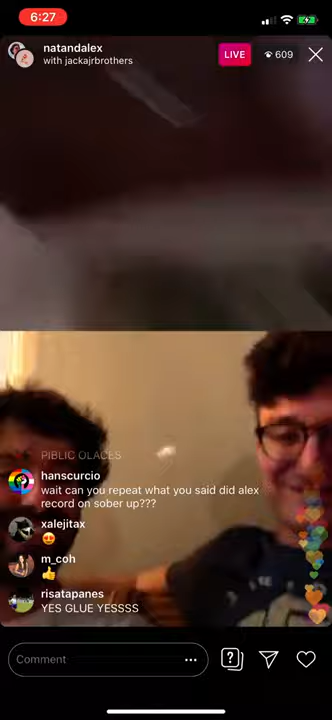 6:27
natandalex
with jackajrbrothers
LIVE
609
PIBLIC OLACES
hanscurcio
wait can you repeat what you said did alex
record on sober up???
xalejitax
😍
m_coh
👍
risatapanes
YES GLUE YESSSS
Comment